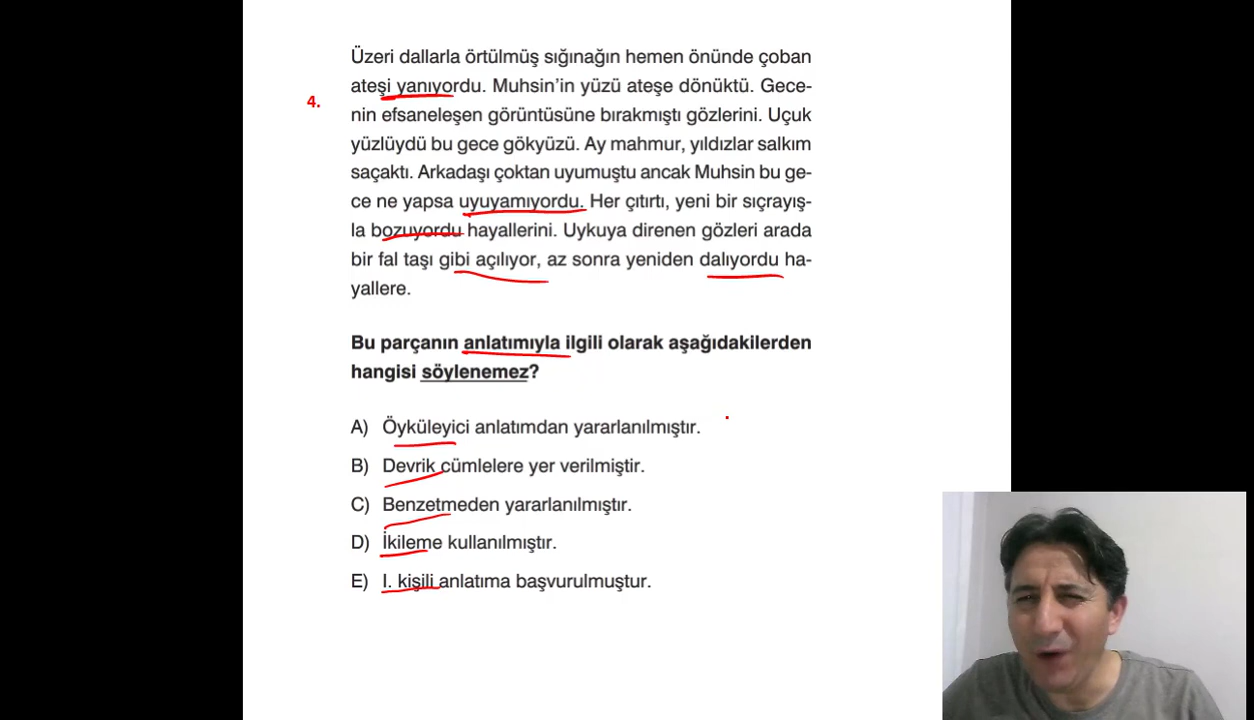 Üzeri dallarla örtülmüş sığınağın hemen önünde çoban
ateşi yanıyordu. Muhsin’in yüzü ateşe dönüktü. Gece-
4.
nin efsaneleşen görüntüsüne bırakmıştı gözlerini. Uçuk
yüzlüydü bu gece gökyüzü. Ay mahmur, yıldızlar salkım
saçaktı. Arkadaşı çoktan uyumuştu ancak Muhsin bu ge-
ce ne yapsa uyuyamıyordu. Her çıtırtı, yeni bir sıçrayış-
la bozuyordu hayallerini. Uykuya direnen gözleri arada
bir fal taşı gibi açılıyor, az sonra yeniden dalıyordu ha-
yallere.
Bu parçanın anlatımıyla ilgili olarak aşağıdakilerden
hangisi söylenemez?
A) Öyküleyici anlatımdan yararlanılmıştır.
B) Devrik cümlelere yer verilmiştir.
C) Benzetmeden yararlanılmıştır.
D) İkileme kullanılmıştır.
E) I. kişili anlatıma başvurulmuştur.